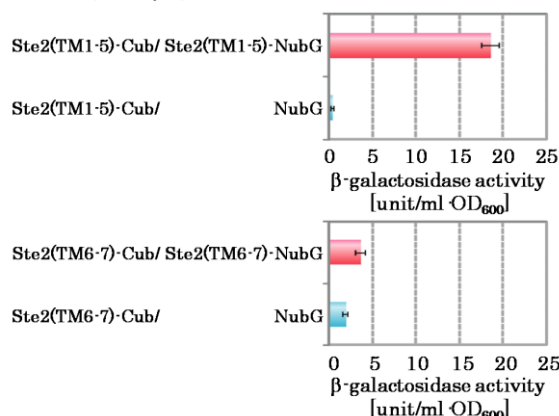 Ste2(TM1-5)-Cub/ Ste2(TM1-5)-NubG
Ste2(TM1-5)-Cub/ NubG
0 5 10 15 20 25
β-galactosidase activity
[unit/ml·OD600]
Ste2(TM6-7)-Cub/ Ste2(TM6-7)-NubG
Ste2(TM6-7)-Cub/ NubG
0 5 10 15 20 25
β-galactosidase activity
[unit/ml·OD600]